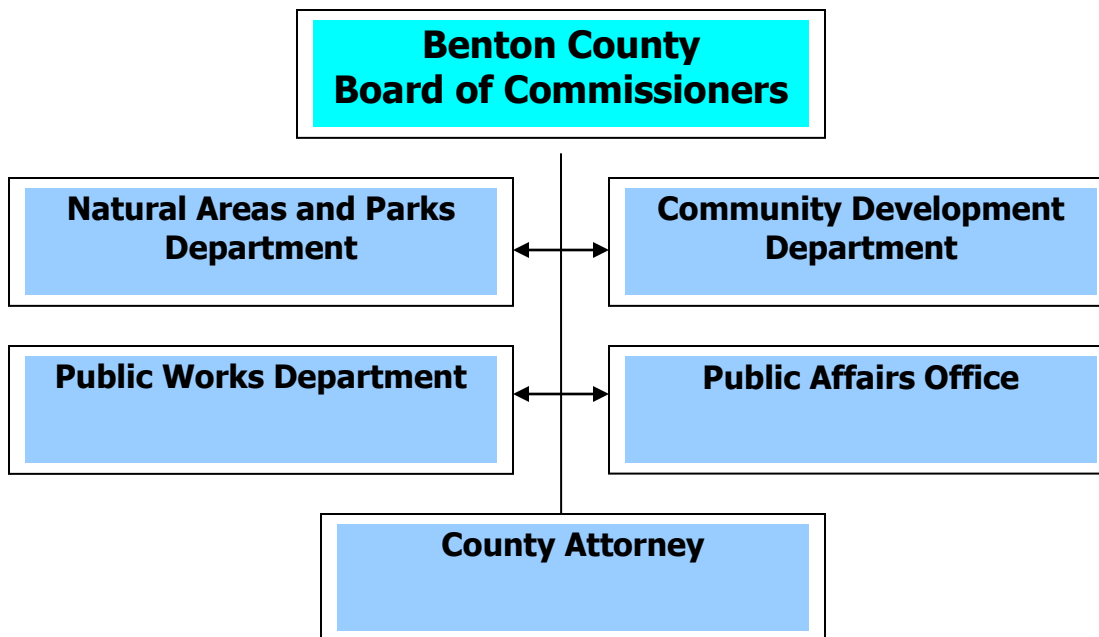 Benton County
Board of Commissioners
Natural Areas and Parks
Department
Community Development
Department
Public Works Department
Public Affairs Office
County Attorney